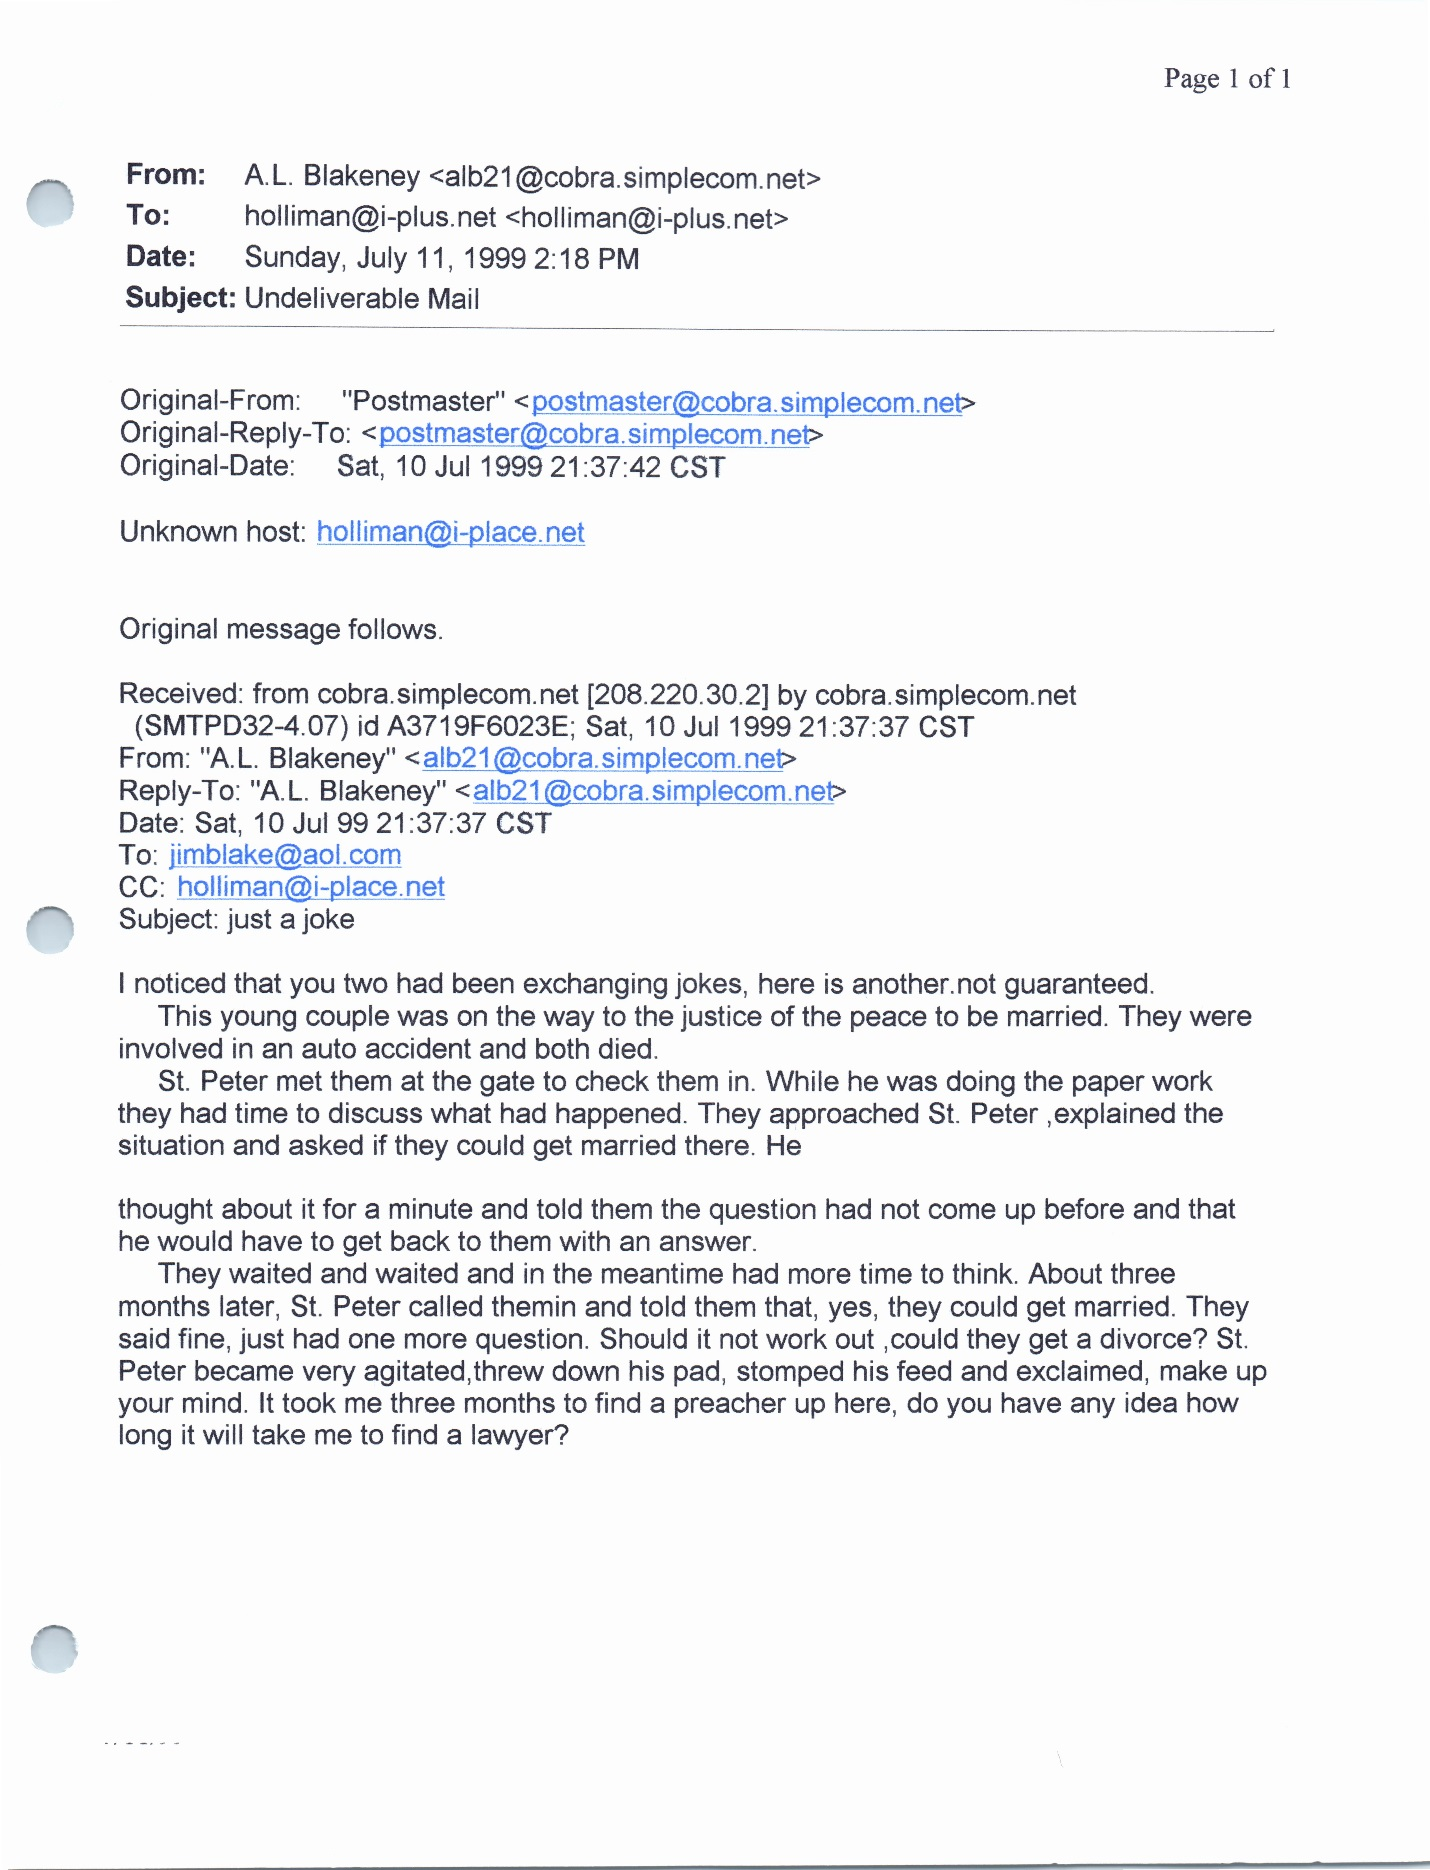 Page 1 of 1
From: A.L. Blakeney <alb21@cobra.simplecom.net>
To: holliman@i-plus.net <holliman@i-plus.net>
Date: Sunday, July 11, 1999 2:18 PM
Subject: Undeliverable Mail
Original-From: "Postmaster" <postmaster@cobra.simplecom.net>
Original-Reply-To: <postmaster@cobra.simplecom.net>
Original-Date: Sat, 10 Jul 1999 21:37:42 CST
Unknown host: holliman@i-place.net
Original message follows.
Received: from cobra.simplecom.net [208.220.30.2] by cobra.simplecom.net
(SMTPD32-4.07) id A3719F6023E; Sat, 10 Jul 1999 21:37:37 CST
From: "A.L. Blakeney" <alb21@cobra.simplecom.net>
Reply-To: "A.L. Blakeney" <alb21@cobra.simplecom.net>
Date: Sat, 10 Jul 99 21:37:37 CST
To: jimblake@aol.com
CC: holliman@i-place.net
Subject: just a joke
I noticed that you two had been exchanging jokes, here is another.not guaranteed.
This young couple was on the way to the justice of the peace to be married. They were
involved in an auto accident and both died.
St. Peter met them at the gate to check them in. While he was doing the paper work
they had time to discuss what had happened. They approached St. Peter ,explained the
situation and asked if they could get married there. He
thought about it for a minute and told them the question had not come up before and that
he would have to get back to them with an answer.
They waited and waited and in the meantime had more time to think. About three
months later, St. Peter called themin and told them that, yes, they could get married. They
said fine, just had one more question. Should it not work out ,could they get a divorce? St.
Peter became very agitated,threw down his pad, stomped his feed and exclaimed, make up
your mind. It took me three months to find a preacher up here, do you have any idea how
long it will take me to find a lawyer?